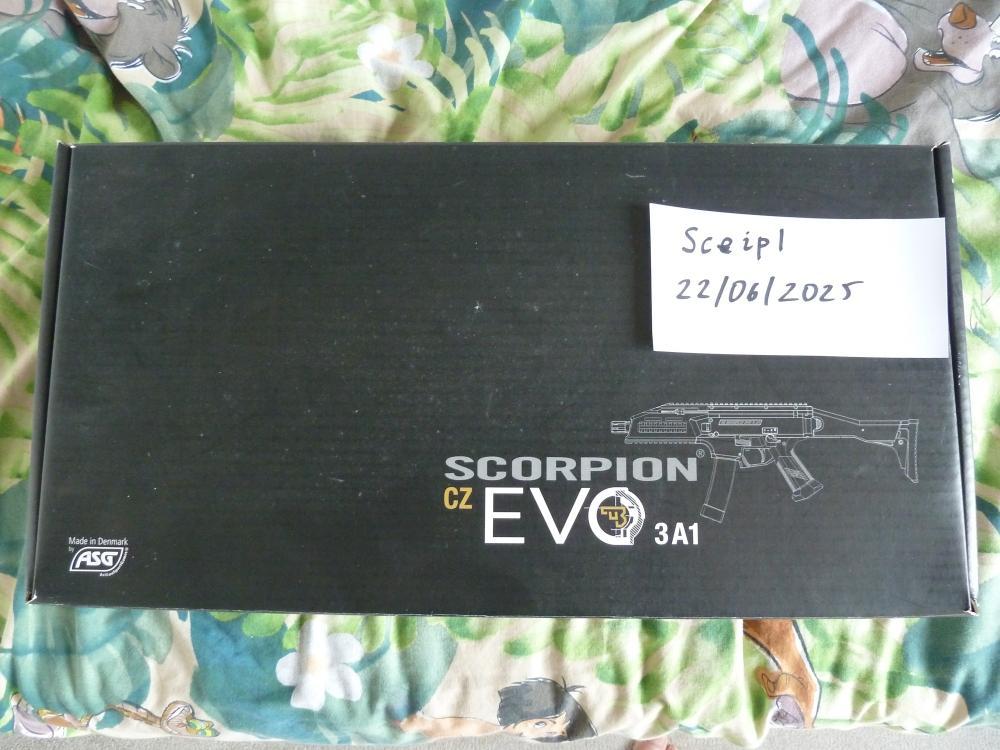 Sceipl
22/06/2025
SCORPION®
CZ EVO 3A1
Made in Denmark
by ASG